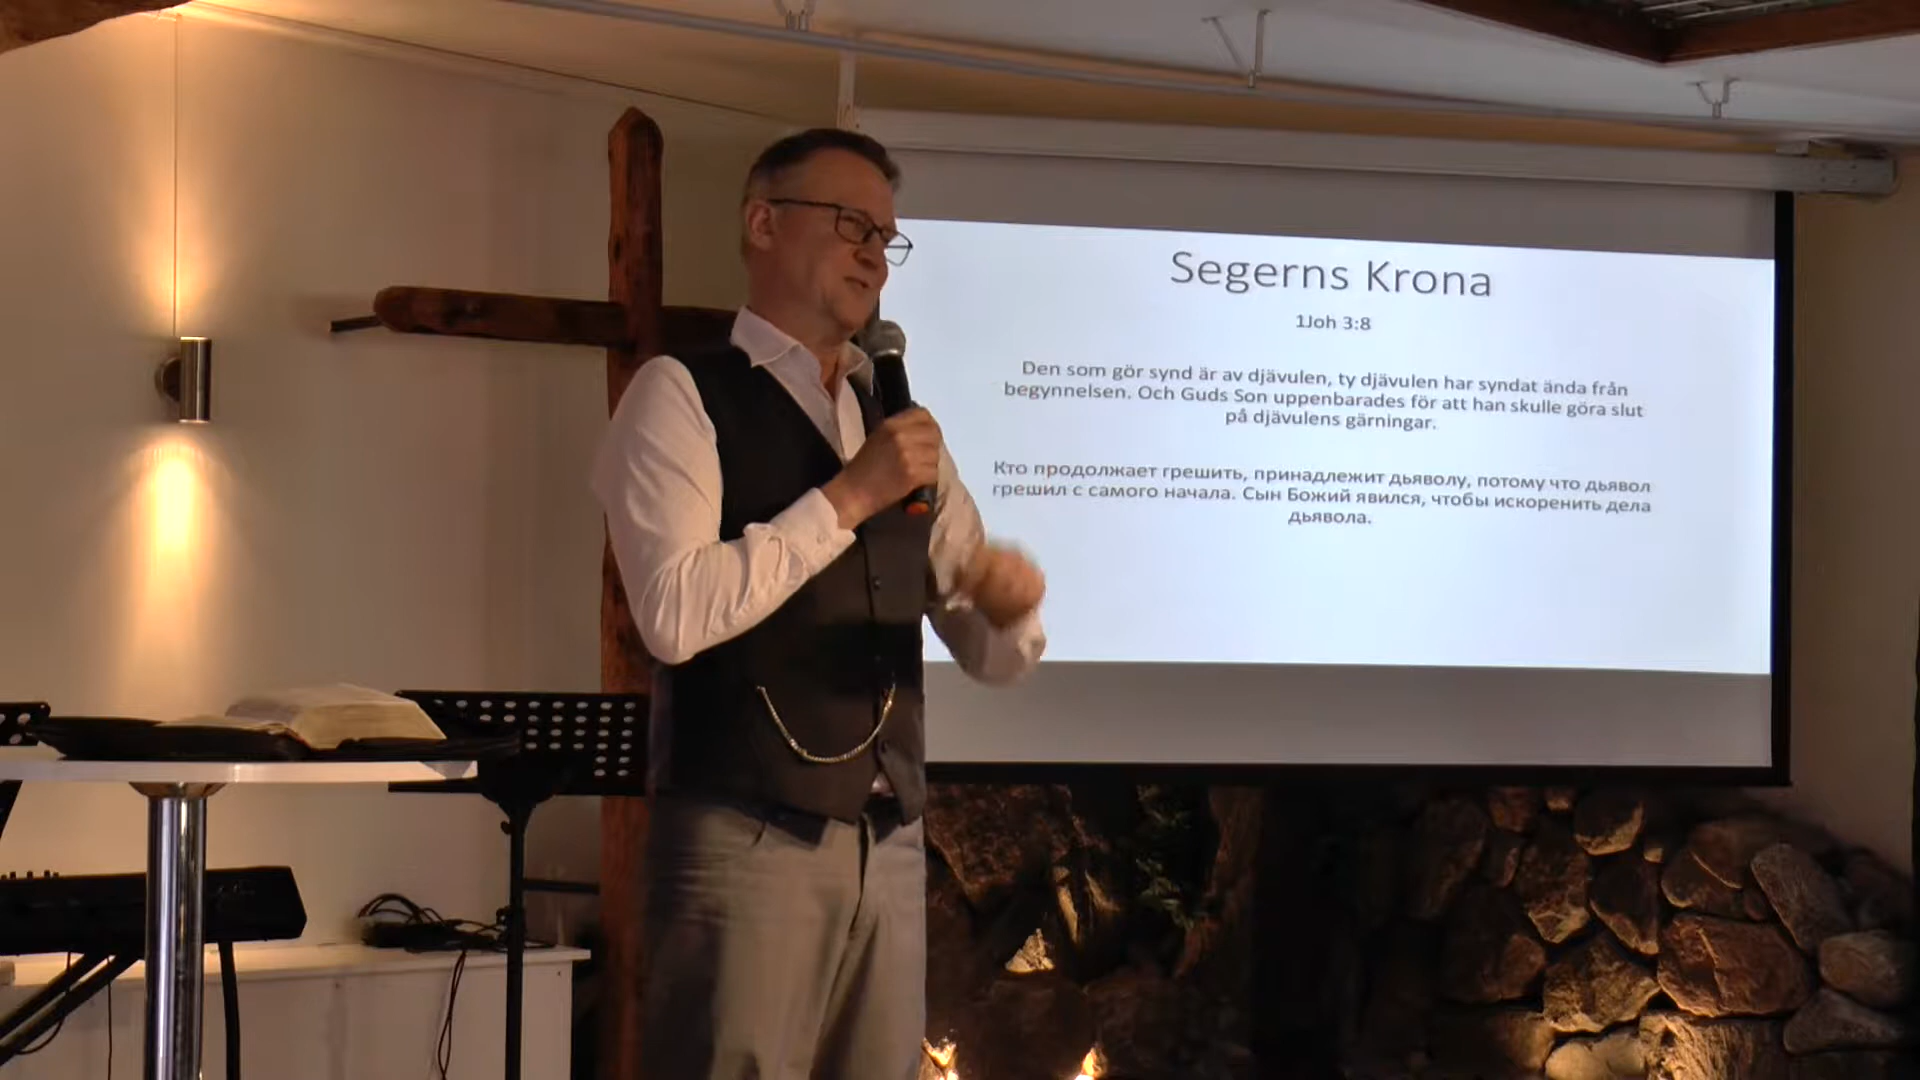 Segerns Krona
1Joh 3:8
Den som gör synd är av djävulen, ty djävulen har syndat ända från
begynnelsen. Och Guds Son uppenbarades för att han skulle göra slut
på djävulens gärningar.
Кто продолжает грешить, принадлежит дьяволу, потому что дьявол
грешил с самого начала. Сын Божий явился, чтобы искоренить дела
дьявола.